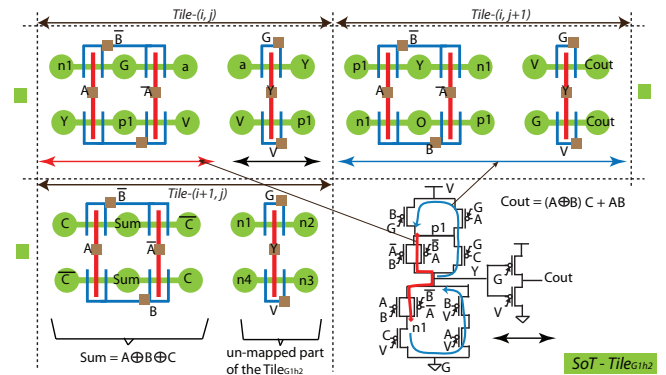 Tile-(i, j) Tile-(i, j+1)
B G B G
n1 G a a Y p1 Y n1 V Cout
A A Y A A Y
Y p1 V V p1 n1 O p1 G Cout
V B V
Tile-(i+1, j)
B G
C Sum C n1 n2
A A Y
C Sum C n4 n3
B V
Sum = A⊕B⊕C
un-mapped part
of the TileG1h2
V
Cout = (A⊕B) C + AB
B G
G A
p1
A B G
B A C
Y
G Cout
V
A B B
B A V
n1
C A
V V
G
SoT - TileG1h2